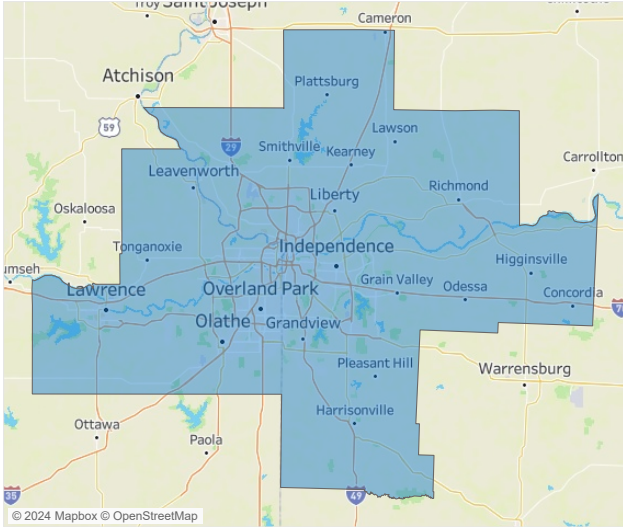 Troy
Saint Joseph
Cameron
Atchison
Plattsburg
59
Lawson
29
Smithville
Kearney
Carrollton
Leavenworth
Richmond
Liberty
Oskaloosa
Tonganoxie
Independence
Higginsville
umseh
Lawrence
Overland Park
Grain Valley
Odessa
Concordia
Olathe
Grandview
Pleasant Hill
Warrensburg
Harrisonville
Ottawa
Paola
35
49
© 2024 Mapbox © OpenStreetMap